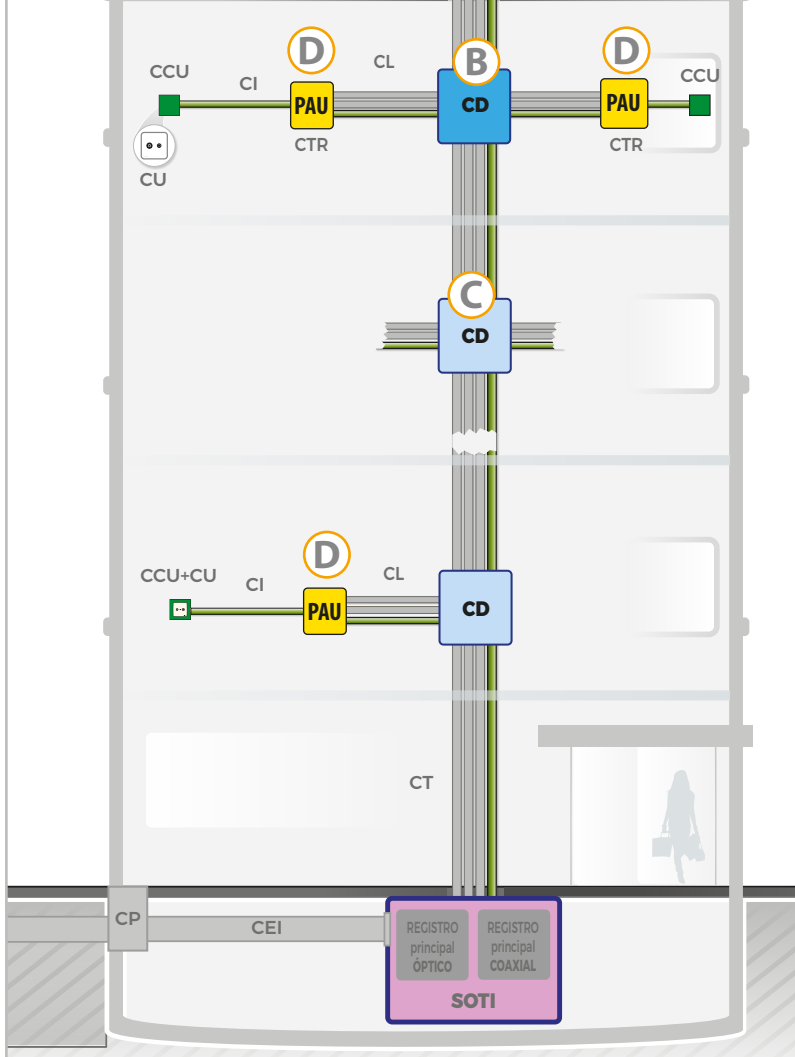 D
CL
B
D
CCU
CI
PAU
CD
PAU
CCU
CTR
CTR
CU
C
CD
D
CCU+CU
CI
CL
PAU
CD
CT
CP
CEI
REGISTRO
principal
ÓPTICO
REGISTRO
principal
COAXIAL
SOTI